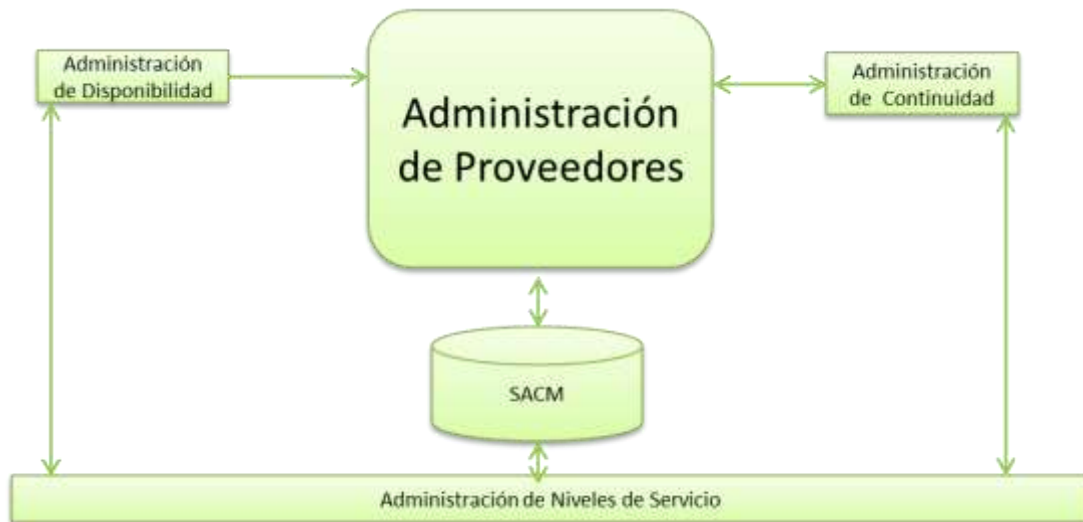 Administración
de Disponibilidad
Administración
de Proveedores
Administración
de Continuidad
SACM
Administración de Niveles de Servicio